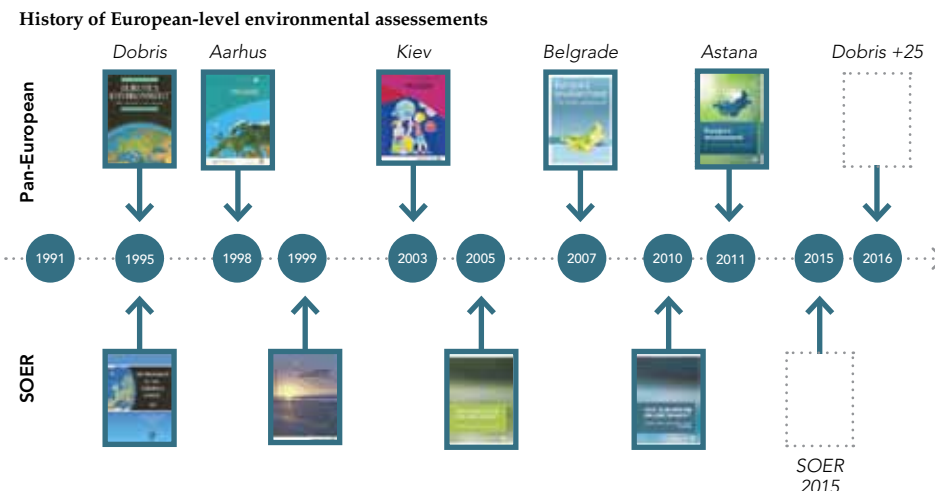 History of European-level environmental assessements
Dobris
Aarhus
Kiev
Belgrade
Astana
Dobris +25
Pan-European
1991
1995
1998
1999
2003
2005
2007
2010
2011
2015
2016
SOER
SOER
2015